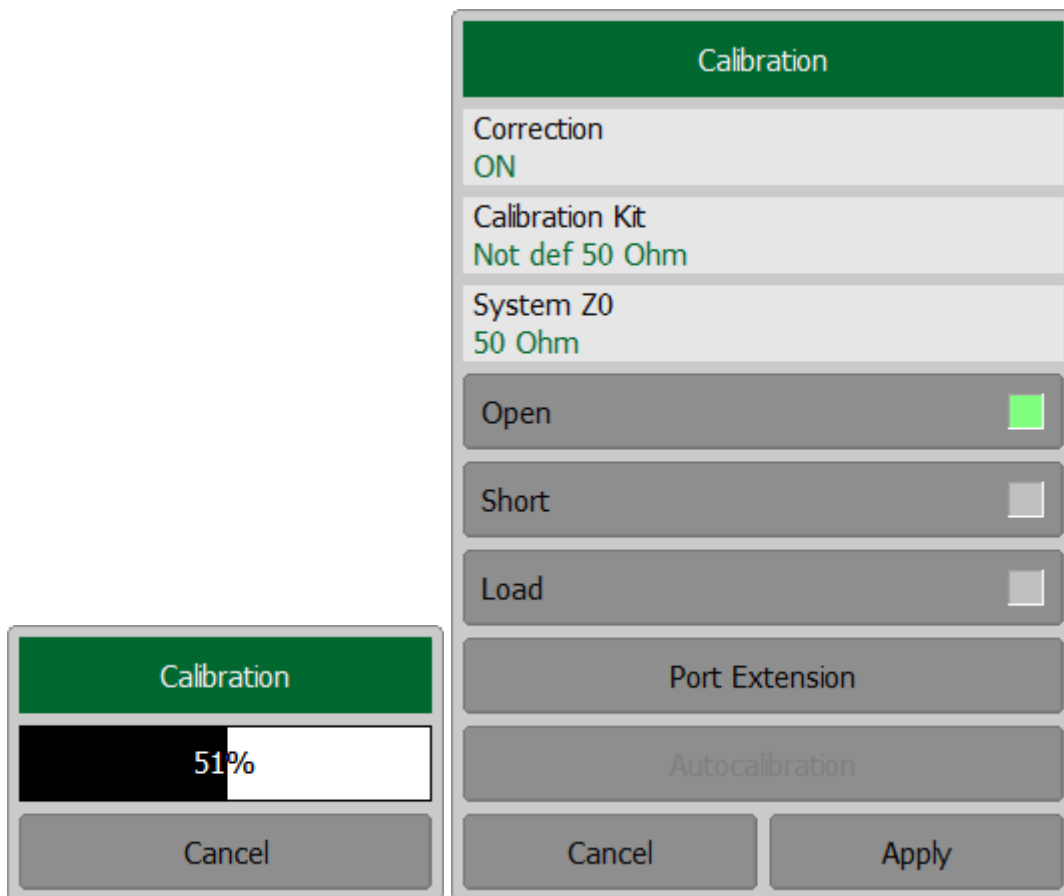 Calibration
51%
Cancel
Calibration
Correction
ON
Calibration Kit
Not def 50 Ohm
System Z0
50 Ohm
Open
Short
Load
Port Extension
Autocalibration
Cancel
Apply